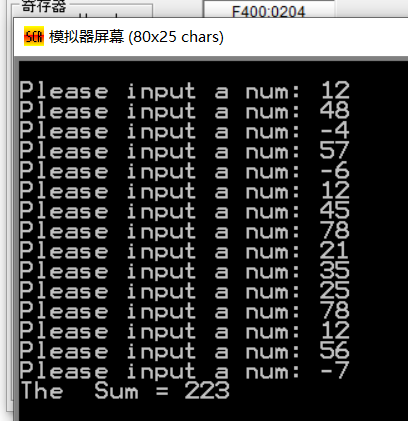 寄存器
F400:0204
SCR 模拟器屏幕 (80x25 chars)
Please input a num: 12
Please input a num: 48
Please input a num: -4
Please input a num: 57
Please input a num: -6
Please input a num: 12
Please input a num: 45
Please input a num: 78
Please input a num: 21
Please input a num: 35
Please input a num: 25
Please input a num: 78
Please input a num: 12
Please input a num: 56
Please input a num: -7
The  Sum = 223